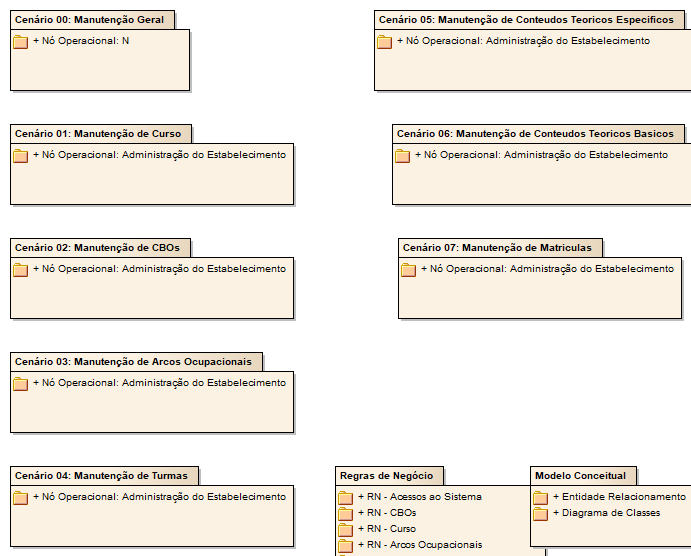 Cenário 00: Manutenção Geral
+ Nó Operacional: N
Cenário 05: Manutenção de Conteudos Teoricos Especificos
+ Nó Operacional: Administração do Estabelecimento
Cenário 01: Manutenção de Curso
+ Nó Operacional: Administração do Estabelecimento
Cenário 06: Manutenção de Conteudos Teoricos Basicos
+ Nó Operacional: Administração do Estabelecimento
Cenário 02: Manutenção de CBOs
+ Nó Operacional: Administração do Estabelecimento
Cenário 07: Manutenção de Matriculas
+ Nó Operacional: Administração do Estabelecimento
Cenário 03: Manutenção de Arcos Ocupacionais
+ Nó Operacional: Administração do Estabelecimento
Cenário 04: Manutenção de Turmas
+ Nó Operacional: Administração do Estabelecimento
Regras de Negócio
+ RN - Acessos ao Sistema
+ RN - CBOs
+ RN - Curso
+ RN - Arcos Ocupacionais
Modelo Conceitual
+ Entidade Relacionamento
+ Diagrama de Classes